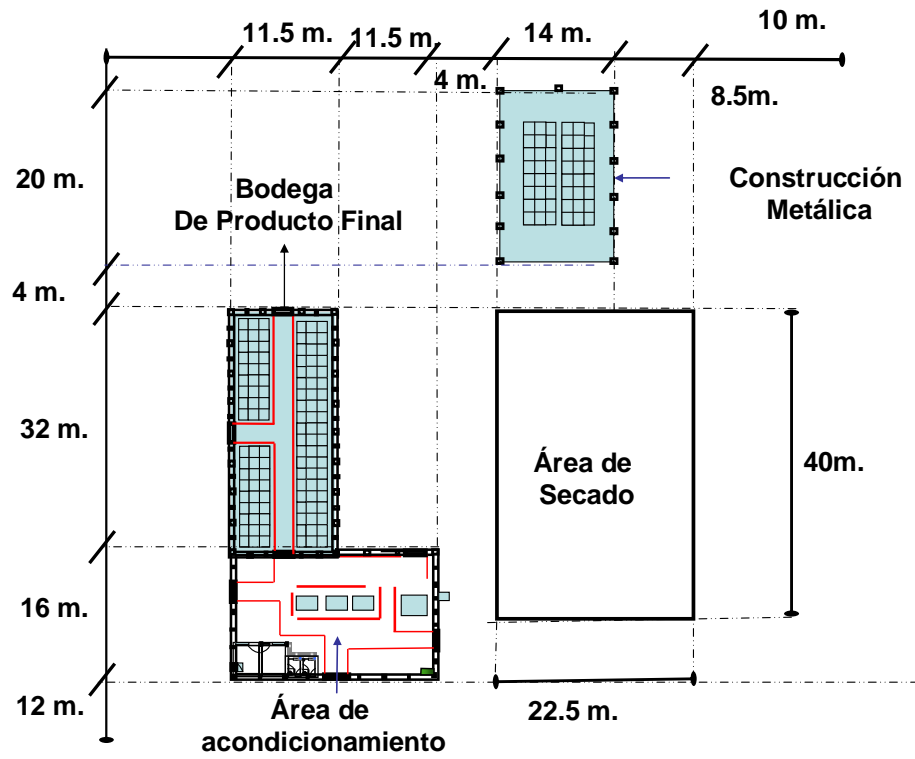 11.5 m.
11.5 m.
14 m.
10 m.
4 m.
8.5m.
20 m.
Bodega
De Producto Final
Construcción
Metálica
4 m.
32 m.
Área de
Secado
40m.
16 m.
12 m.
Área de
acondicionamiento
22.5 m.